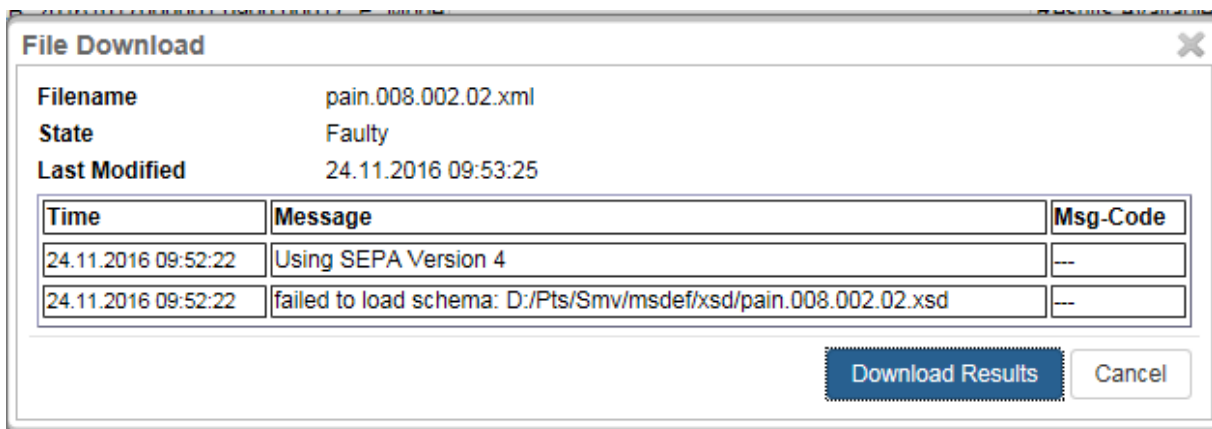 File Download
Filename pain.008.002.02.xml
State Faulty
Last Modified 24.11.2016 09:53:25
Time Message Msg-Code
24.11.2016 09:52:22 Using SEPA Version 4 ---
24.11.2016 09:52:22 failed to load schema: D:/Pts/Smv/msdef/xsd/pain.008.002.02.xsd ---
Download Results Cancel